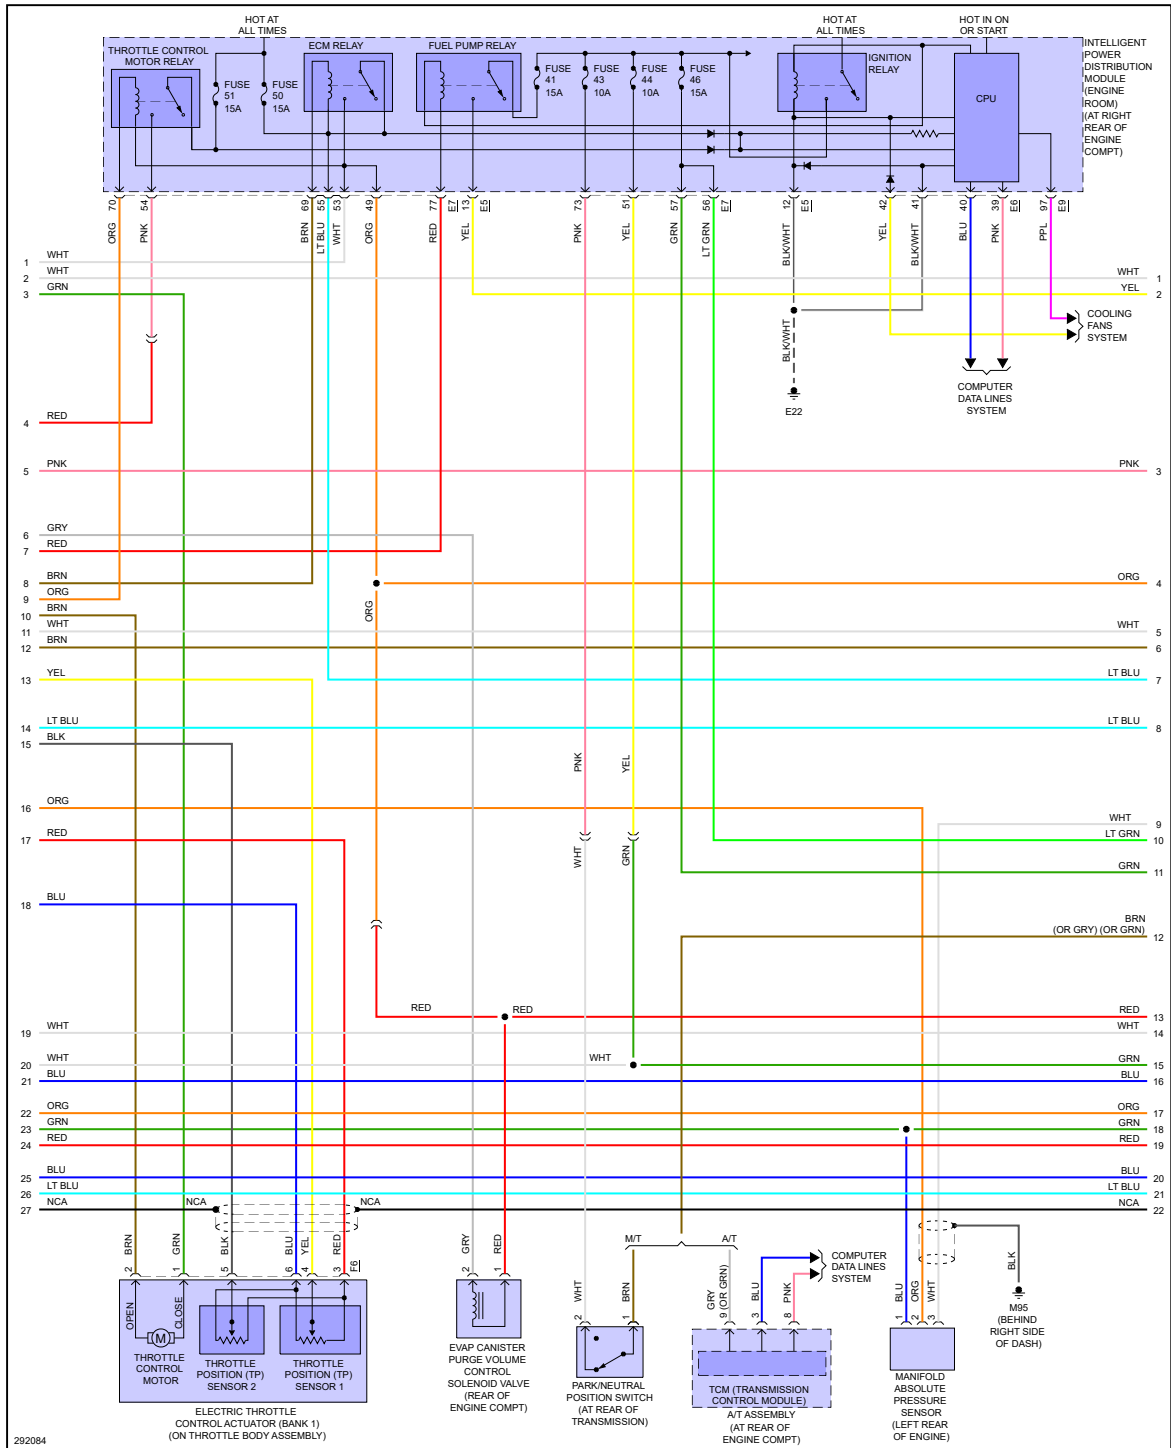 HOT AT
ALL TIMES
HOT AT
ALL TIMES
HOT IN ON
OR START
THROTTLE CONTROL
MOTOR RELAY
ECM RELAY
FUEL PUMP RELAY
IGNITION
RELAY
INTELLIGENT
POWER
DISTRIBUTION
MODULE
(ENGINE
ROOM)
(AT RIGHT
REAR OF
ENGINE
COMPT)
FUSE
51
15A
FUSE
50
15A
FUSE
41
15A
FUSE
43
10A
FUSE
44
10A
FUSE
46
15A
CPU
70
54
69
55
53
49
77
E7
13
E5
73
51
57
56
E7
12
E5
42
41
40
39
E6
97
E9
ORG
PNK
BRN
LT BLU
WHT
ORG
RED
YEL
PNK
YEL
GRN
LT GRN
BLK/WHT
YEL
BLK/WHT
BLU
PNK
PPL
1 WHT
2 WHT
3 GRN
WHT 1
YEL 2
COOLING
FANS
SYSTEM
BLK/WHT
E22
COMPUTER
DATA LINES
SYSTEM
4 RED
5 PNK
PNK 3
6 GRY
7 RED
8 BRN
ORG 4
9 ORG
10 BRN
ORG
11 WHT
WHT 5
12 BRN
6
13 YEL
LT BLU 7
14 LT BLU
LT BLU 8
15 BLK
PNK
YEL
16 ORG
WHT 9
17 RED
LT GRN 10
WHT
GRN
GRN 11
18 BLU
BRN
(OR GRY) (OR GRN) 12
RED
RED
RED 13
19 WHT
WHT 14
20 WHT
WHT
GRN 15
21 BLU
BLU 16
22 ORG
ORG 17
23 GRN
GRN 18
24 RED
RED 19
25 BLU
BLU 20
26 LT BLU
LT BLU 21
27 NCA
NCA
NCA
NCA 22
M/T
A/T
BRN
GRN
BLK
BLU
YEL
RED
GRY
RED
WHT
BRN
GRY
(OR GRN)
BLU
PNK
COMPUTER
DATA LINES
SYSTEM
BLU
ORG
WHT
BLK
M95
(BEHIND
RIGHT SIDE
OF DASH)
2
1
5
6
4
3
F6
2
1
2
1
9
3
8
1
2
3
OPEN
CLOSE
M
THROTTLE
CONTROL
MOTOR
THROTTLE
POSITION (TP)
SENSOR 2
THROTTLE
POSITION (TP)
SENSOR 1
ELECTRIC THROTTLE
CONTROL ACTUATOR (BANK 1)
(ON THROTTLE BODY ASSEMBLY)
EVAP CANISTER
PURGE VOLUME
CONTROL
SOLENOID VALVE
(REAR OF
ENGINE COMPT)
PARK/NEUTRAL
POSITION SWITCH
(AT REAR OF
TRANSMISSION)
TCM (TRANSMISSION
CONTROL MODULE)
A/T ASSEMBLY
(AT REAR OF
ENGINE COMPT)
MANIFOLD
ABSOLUTE
PRESSURE
SENSOR
(LEFT REAR
OF ENGINE)
292084